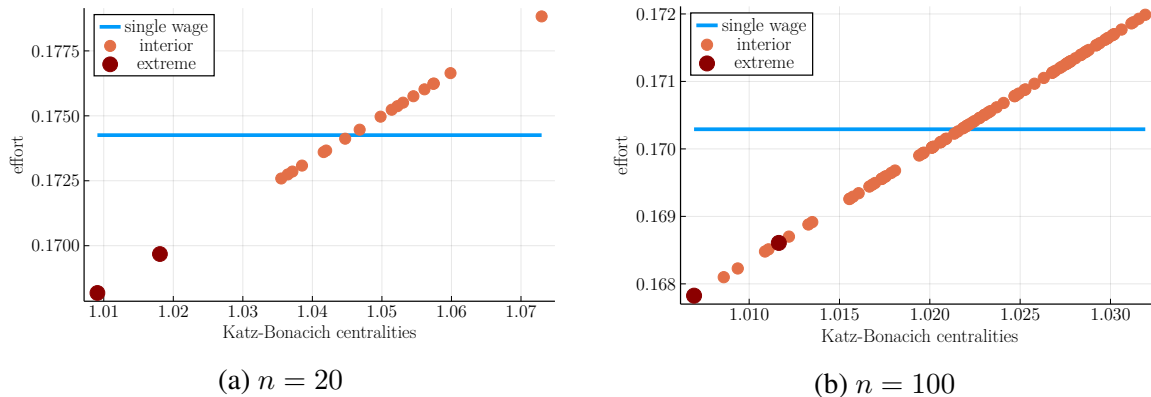 single wage
interior
extreme
0.1775
0.1750
0.1725
0.1700
effort
1.01 1.02 1.03 1.04 1.05 1.06 1.07
Katz-Bonacich centralities
(a) n = 20
single wage
interior
extreme
0.172
0.171
0.170
0.169
0.168
effort
1.010 1.015 1.020 1.025 1.030
Katz-Bonacich centralities
(b) n = 100